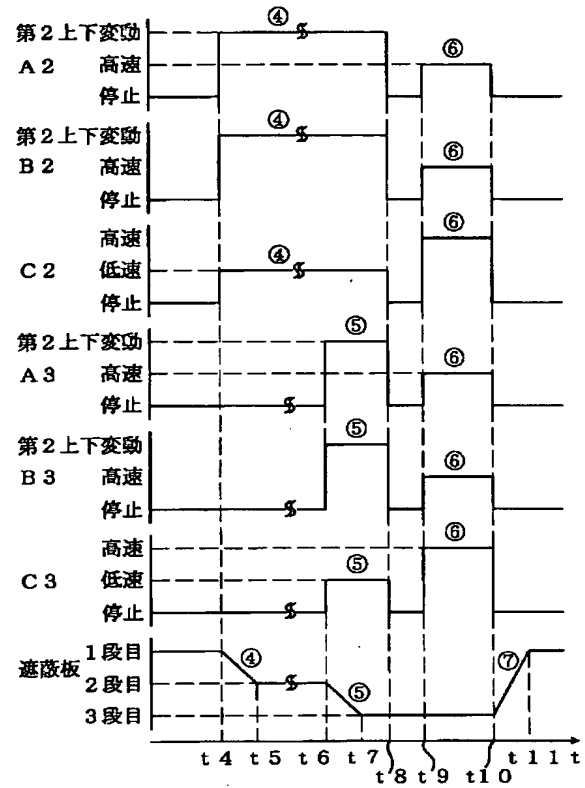 第2上下変動 ④
A2 高速 ⑥
停止
第2上下変動 ④
B2 高速 ⑥
停止
高速 ⑥
C2 低速 ④
停止
第2上下変動 ⑤
A3 高速 ⑥
停止
第2上下変動 ⑤
B3 高速 ⑥
停止
高速 ⑥
C3 低速 ⑤
停止
遮蔽板 1段目 ④ ⑦
2段目 ⑤
3段目
t4 t5 t6 t7 t8 t9 t10 t11 t